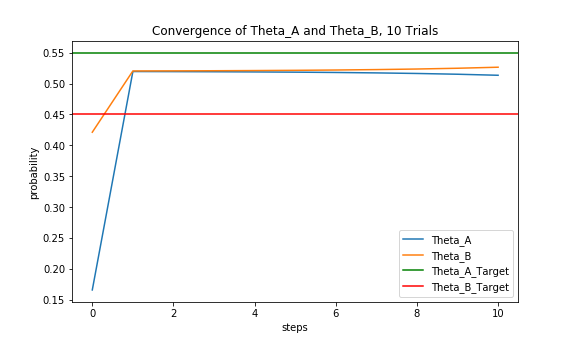 Convergence of Theta_A and Theta_B, 10 Trials
0.55
0.50
0.45
0.40
0.35
0.30
0.25
0.20
0.15
probability
0 2 4 6 8 10
steps
Theta_A
Theta_B
Theta_A_Target
Theta_B_Target